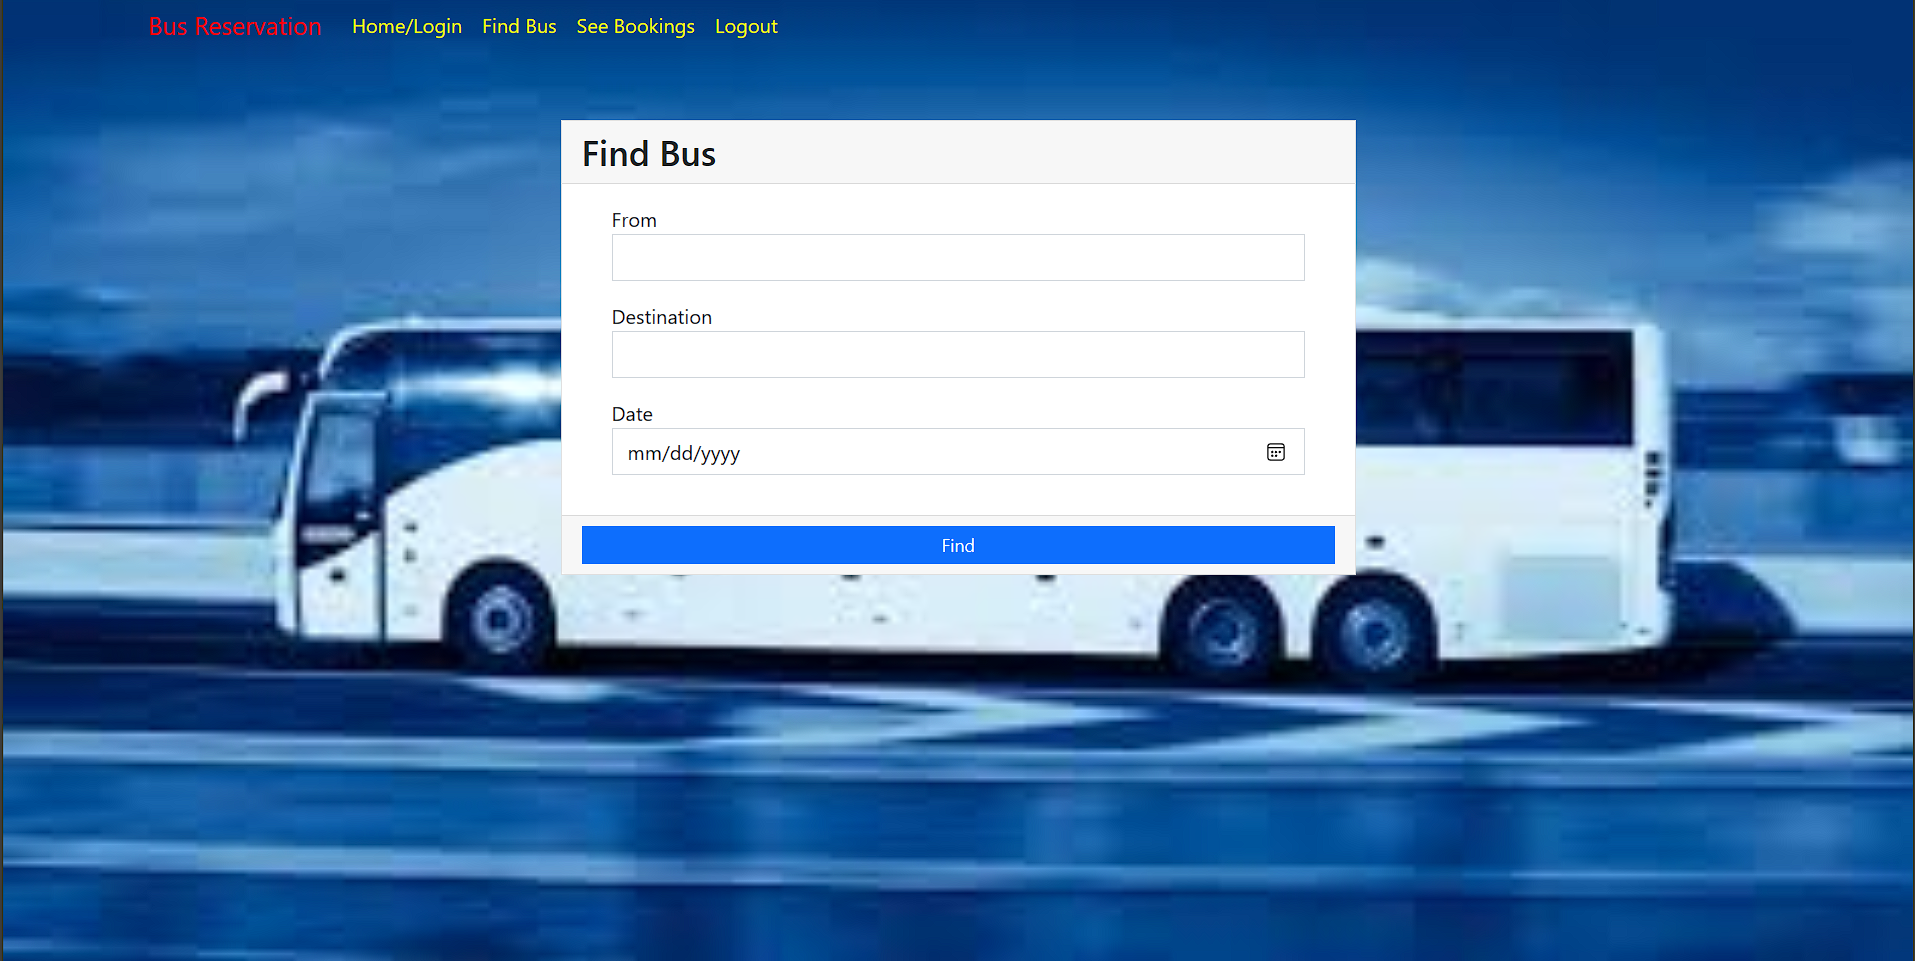 Bus Reservation Home/Login Find Bus See Bookings Logout
Find Bus
From
Destination
Date
mm/dd/yyyy
Find